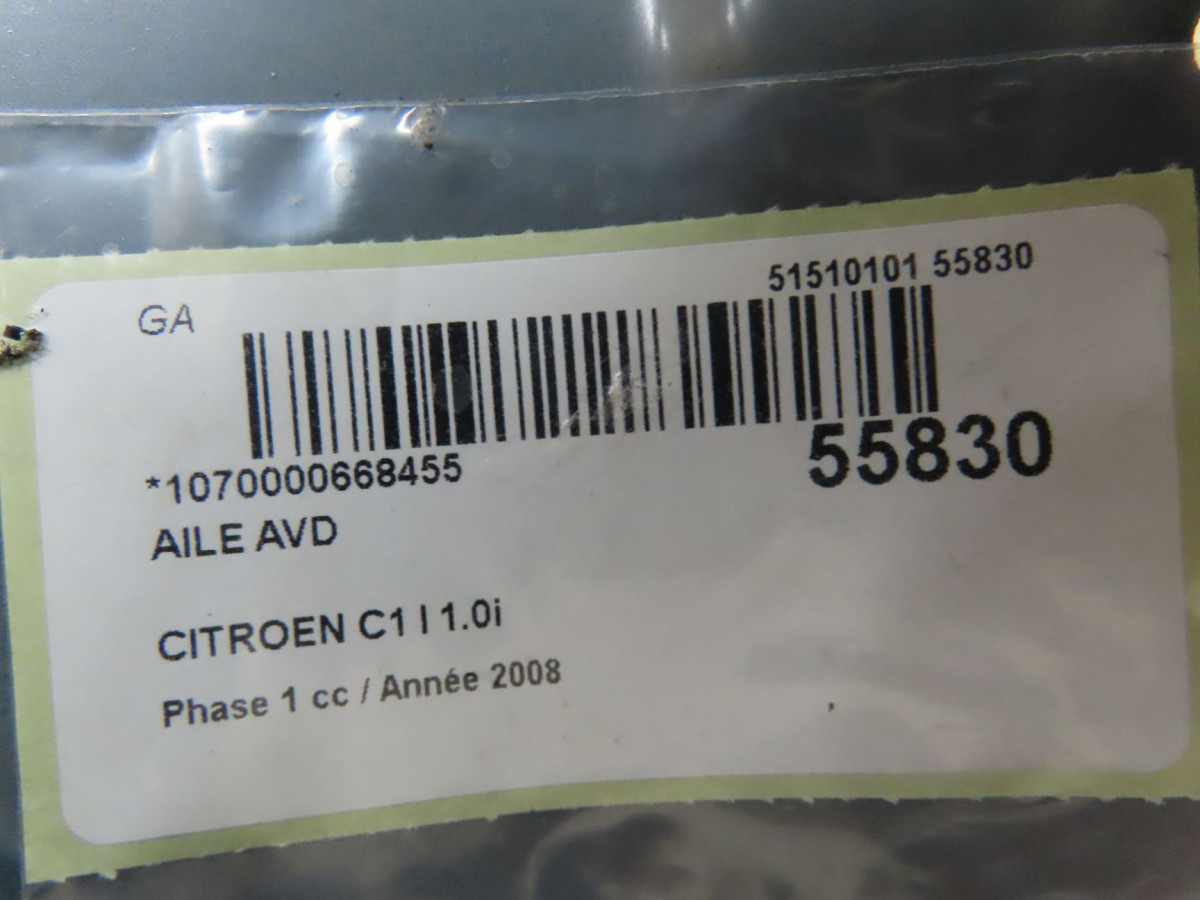 GA
51510101 55830
*1070000668455
55830
AILE AVD
CITROEN C1 I 1.0i
Phase 1 cc / Année 2008